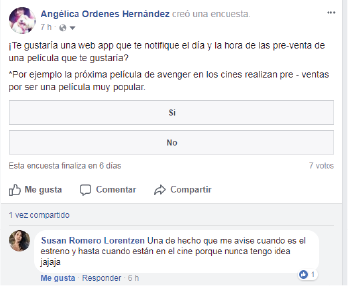 Angélica Ordenes Hernández creó una encuesta.
7 h
¡Te gustaría una web app que te notifique el día y la hora de las pre-venta de
una película que te gustaría?
*Por ejemplo la próxima película de avenger en los cines realizan pre - ventas
por ser una película muy popular.
Sí
No
Esta encuesta finaliza en 6 días 7 votos
Me gusta Comentar Compartir
1 vez compartido
Susan Romero Lorentzen Una de hecho que me avise cuando es el
estreno y hasta cuando están en el cine porque nunca tengo idea
jajaja
Me gusta · Responder · 6 h 1